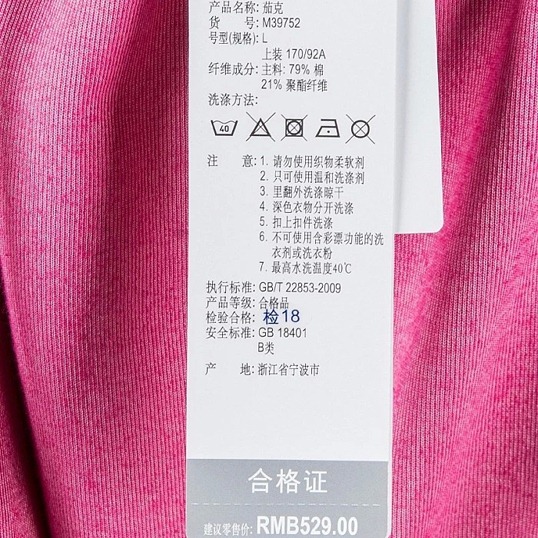 产品名称: 茄克
货 号: M39752
号型(规格): L
上装 170/92A
纤维成分: 主料: 79% 棉
21% 聚酯纤维
洗涤方法:
40
注 意: 1. 请勿使用织物柔软剂
2. 只可使用温和洗涤剂
3. 里翻外洗涤晾干
4. 深色衣物分开洗涤
5. 扣上扣件洗涤
6. 不可使用含彩漂功能的洗
衣剂或洗衣粉
7. 最高水洗温度40℃
执行标准: GB/T 22853-2009
产品等级: 合格品
检验合格: 检18
安全标准: GB 18401
B类
产 地: 浙江省宁波市
合格证
建议零售价: RMB529.00